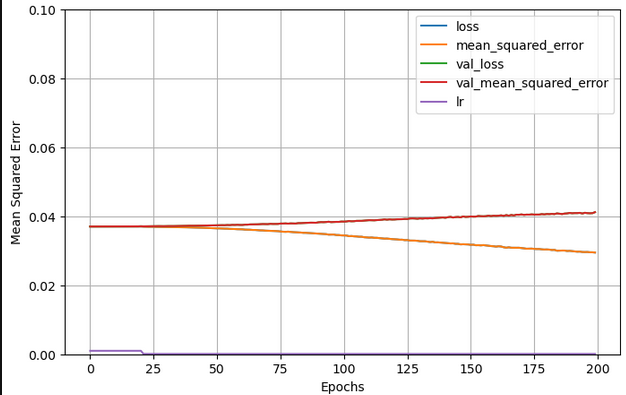 0.10
0.08
0.06
0.04
0.02
0.00
Mean Squared Error
loss
mean_squared_error
val_loss
val_mean_squared_error
lr
0 25 50 75 100 125 150 175 200
Epochs